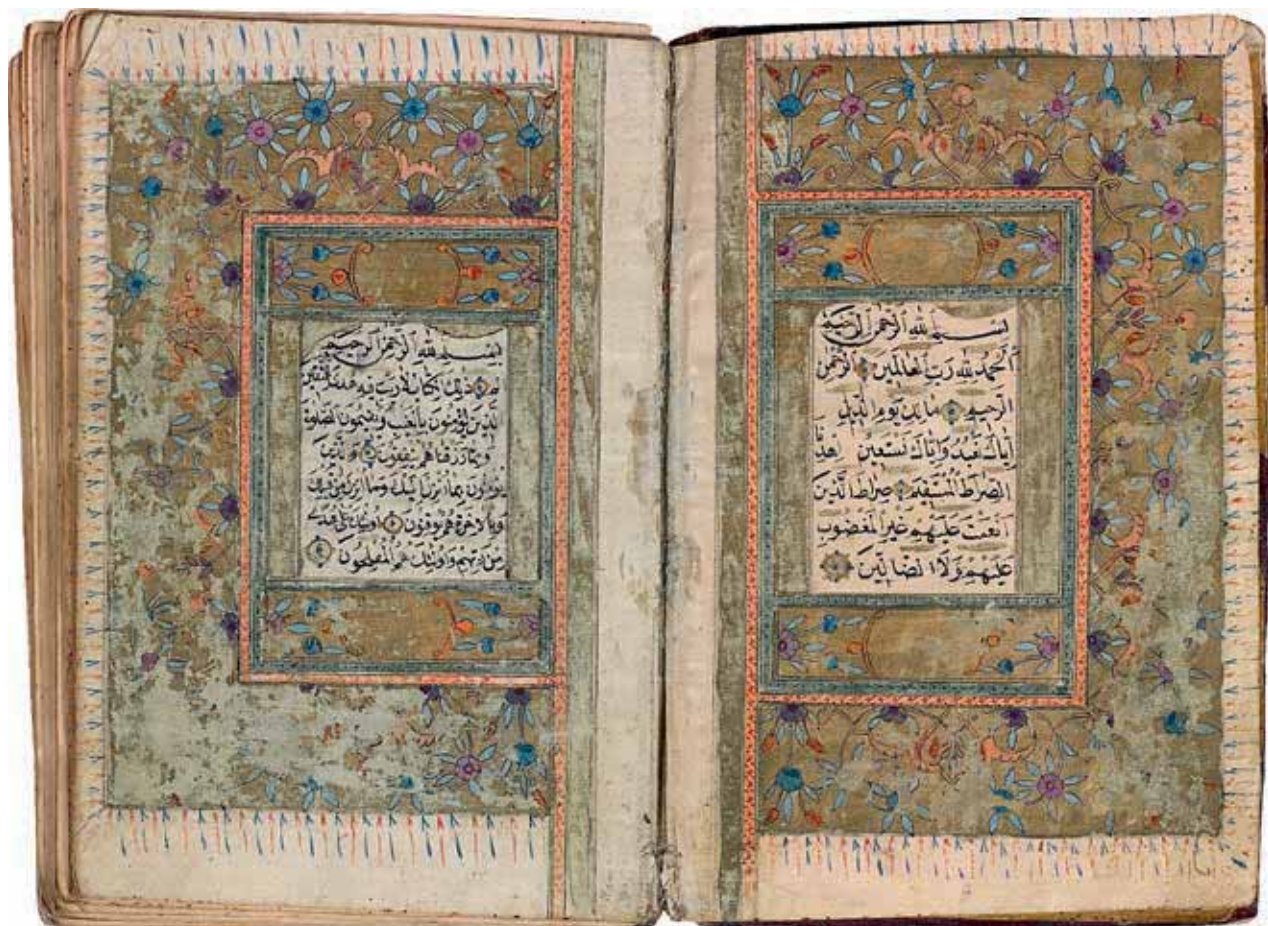 بسم الله الرحمن الرحيم
الحمد لله رب العالمين الرحمن
الرحيم مالك يوم الدين
اياك نعبد واياك نستعين اهدنا
الصراط المستقيم صراط الذين
انعمت عليهم غير المغضوب
عليهم ولا الضالين
بسم الله الرحمن الرحيم
الم ذلك الكتاب لا ريب فيه هدى للمتقين
الذين يؤمنون بالغيب ويقيمون الصلوة
ومما رزقناهم ينفقون والذين
يؤمنون بما انزل اليك وما انزل من قبلك
وبالاخرة هم يوقنون اولئك على هدى
من ربهم واولئك هم المفلحون